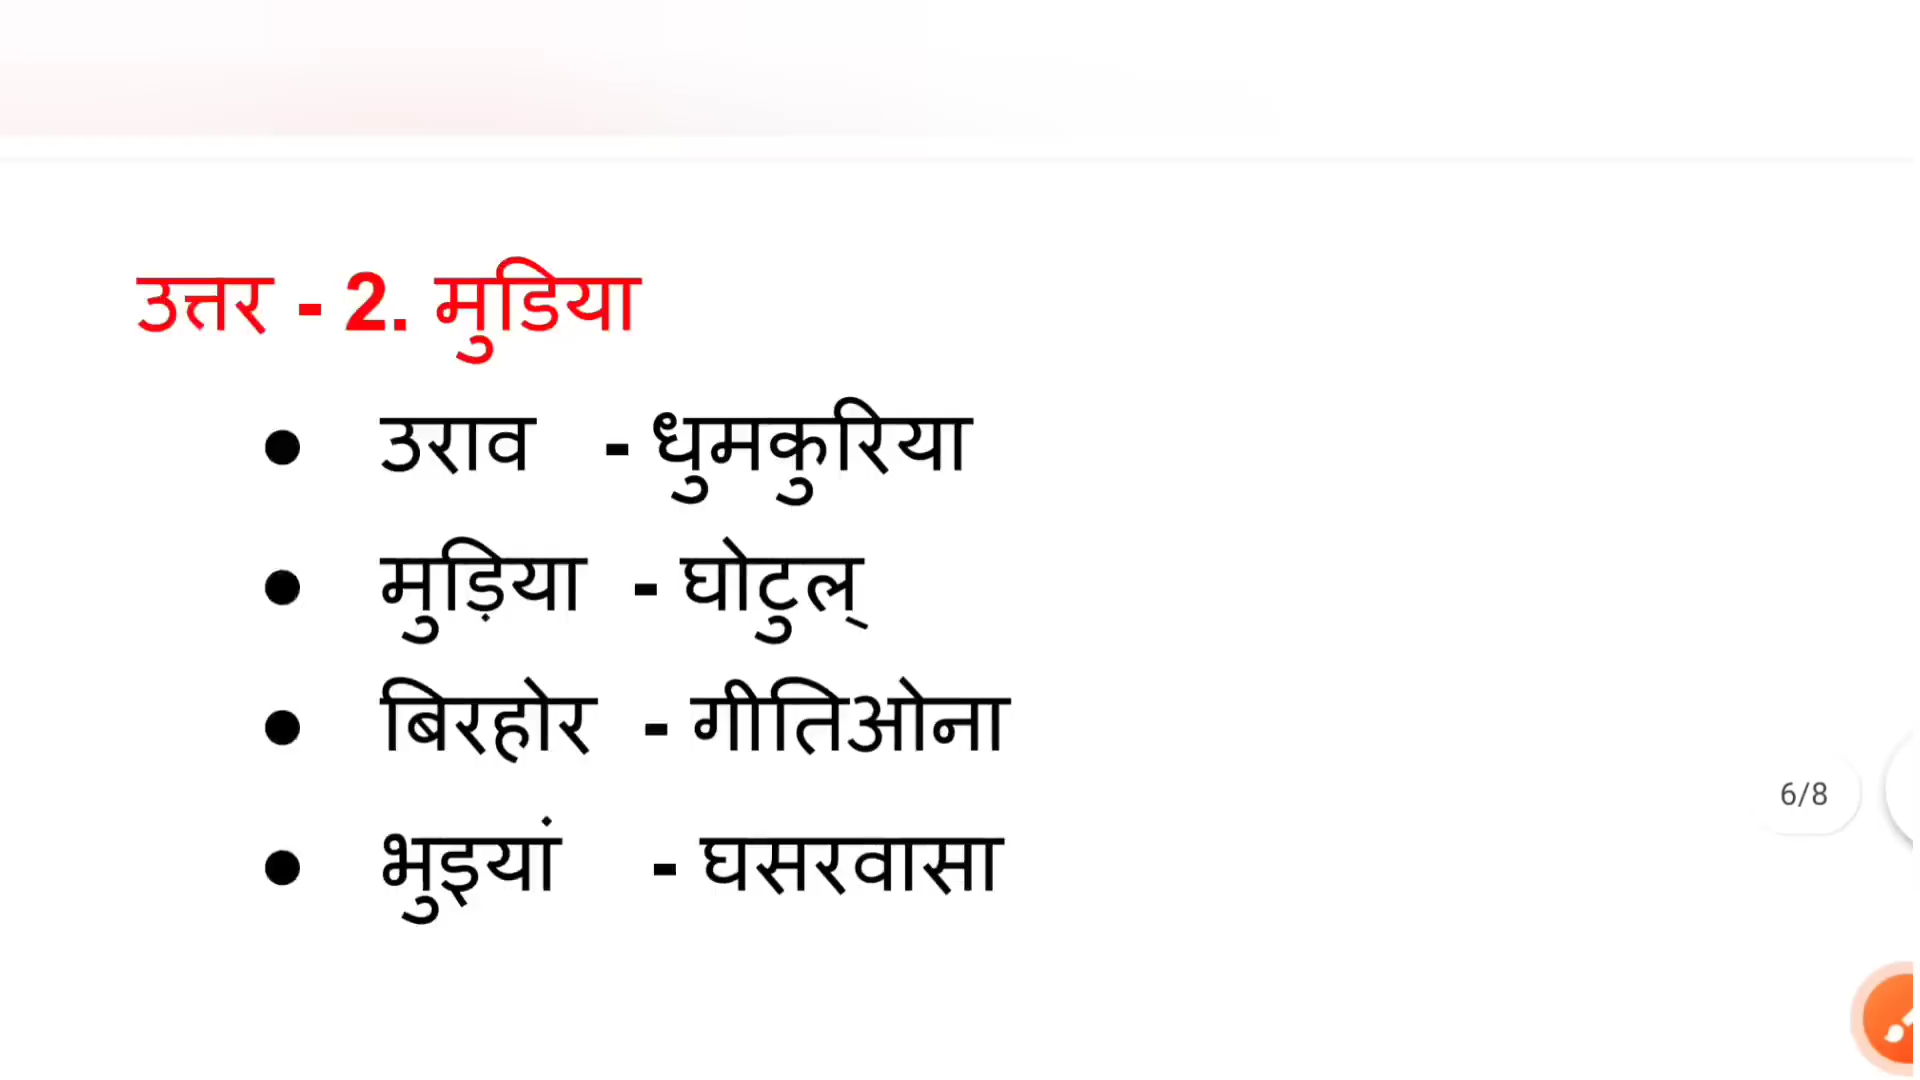 उत्तर - 2. मुडिया
● उराव - धुमकुरिया
● मुड़िया - घोटुल्
● बिरहोर - गीतिओना
● भुइयां - घसरवासा
6/8